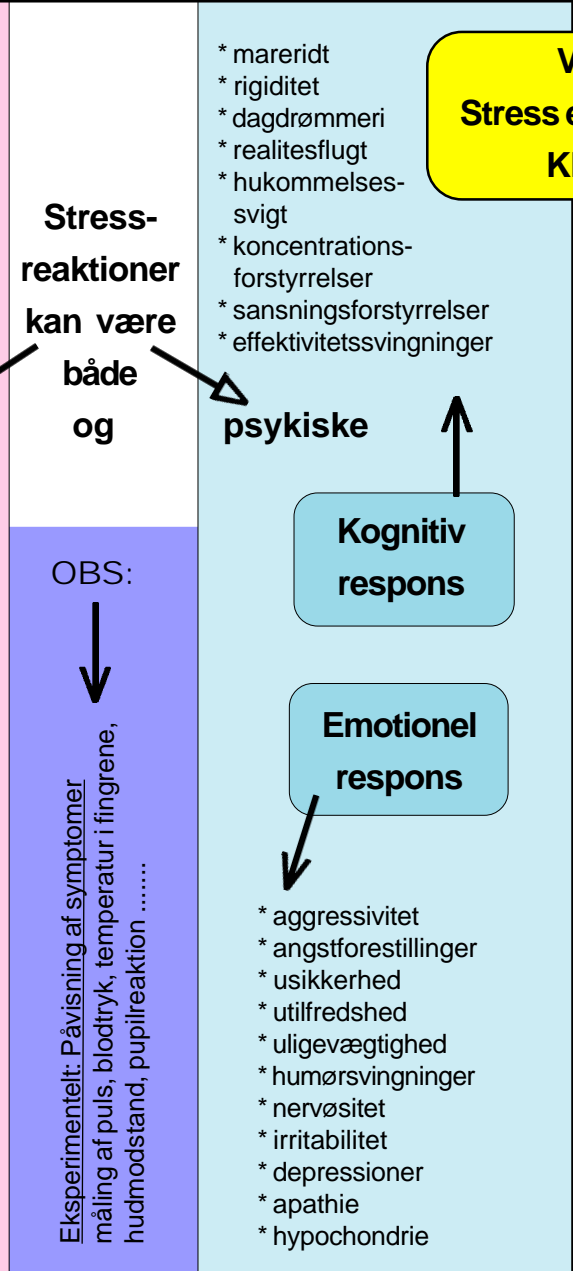 Stress-
reaktioner
kan være
både
og
OBS:
Eksperimentelt: Påvisning af symptomer
måling af puls, blodtryk, temperatur i fingrene,
hudmodstand, pupilreaktion .......
* mareridt
* rigiditet
* dagdrømmeri
* realitesflugt
* hukommelses-
svigt
* koncentrations-
forstyrrelser
* sansningsforstyrrelser
* effektivitetssvingninger
psykiske
Kognitiv
respons
Emotionel
respons
* aggressivitet
* angstforestillinger
* usikkerhed
* utilfredshed
* uligevægtighed
* humørsvingninger
* nervøsitet
* irritabilitet
* depressioner
* apathie
* hypochondrie
Stress